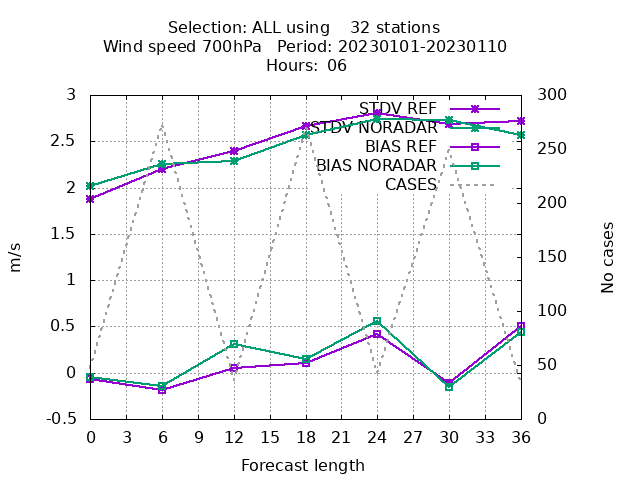 Selection: ALL using    32 stations
Wind speed 700hPa   Period: 20230101-20230110
Hours:  06
3
2.5
2
1.5
1
0.5
0
-0.5
300
250
200
150
100
50
0
STDV REF
STDV NORADAR
BIAS REF
BIAS NORADAR
CASES
m/s
No cases
0 3 6 9 12 15 18 21 24 27 30 33 36
Forecast length